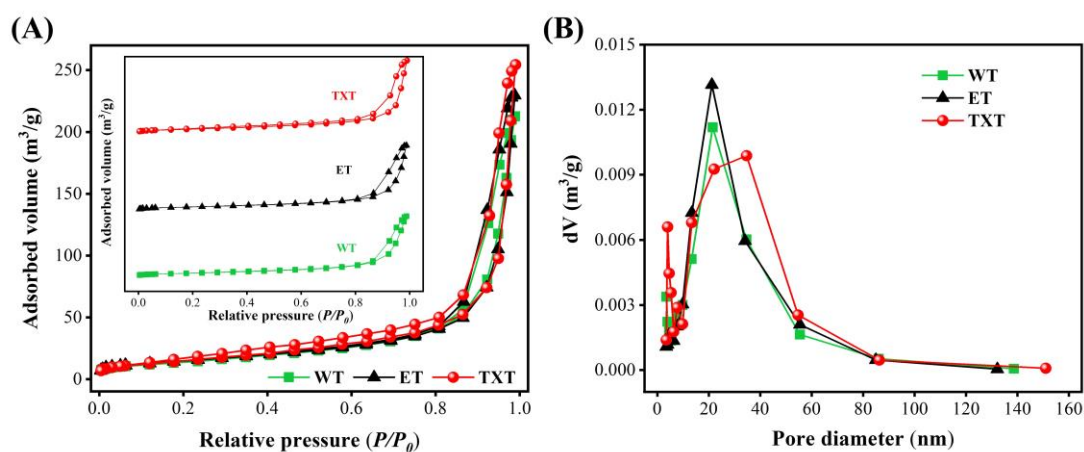 (A)
250
200
150
100
50
0
Adsorbed volume (m³/g)
0.0 0.2 0.4 0.6 0.8 1.0
Relative pressure (P/P₀)
WT ET TXT
TXT
ET
WT
Adsorbed volume (m³/g)
0.0 0.2 0.4 0.6 0.8 1.0
Relative pressure (P/P₀)
(B)
0.015
0.012
0.009
0.006
0.003
0.000
dV (m³/g)
WT
ET
TXT
0 20 40 60 80 100 120 140 160
Pore diameter (nm)